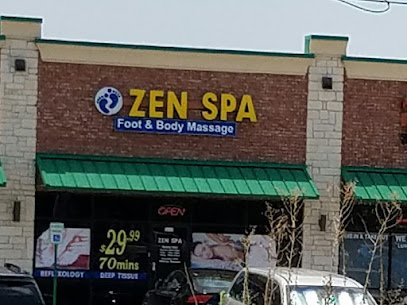 ZEN SPA
Foot & Body Massage
OPEN
$29.99
70mins
ZEN SPA
REFLEXOLOGY
DEEP TISSUE